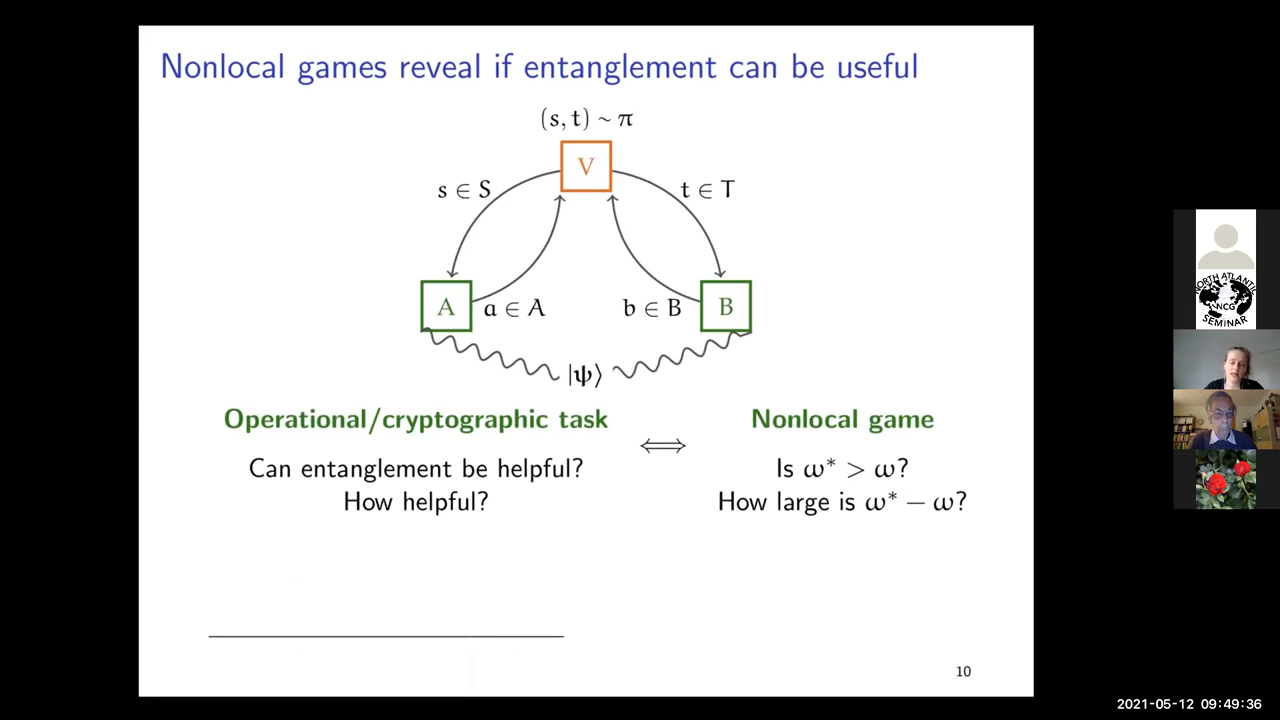 Nonlocal games reveal if entanglement can be useful
(s, t) ~ π
V
s ∈ S
t ∈ T
A
a ∈ A
b ∈ B
B
|ψ⟩
Operational/cryptographic task
Can entanglement be helpful?
How helpful?
⟺
Nonlocal game
Is ω* > ω?
How large is ω* − ω?
10
NORTH ATLANTIC
NCG
SEMINAR
2021-05-12 09:49:36